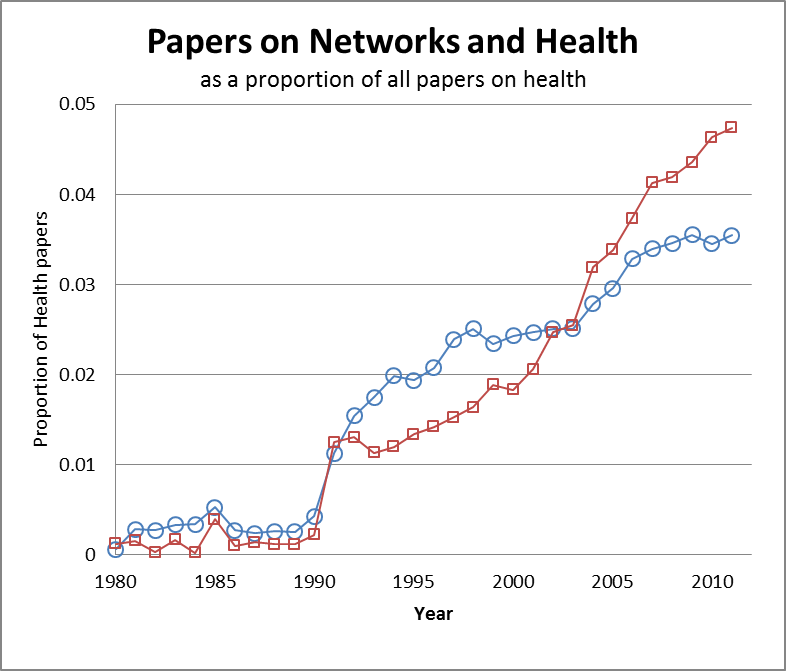 Papers on Networks and Health
as a proportion of all papers on health
0.05
0.04
0.03
0.02
0.01
0
Proportion of Health papers
1980 1985 1990 1995 2000 2005 2010
Year